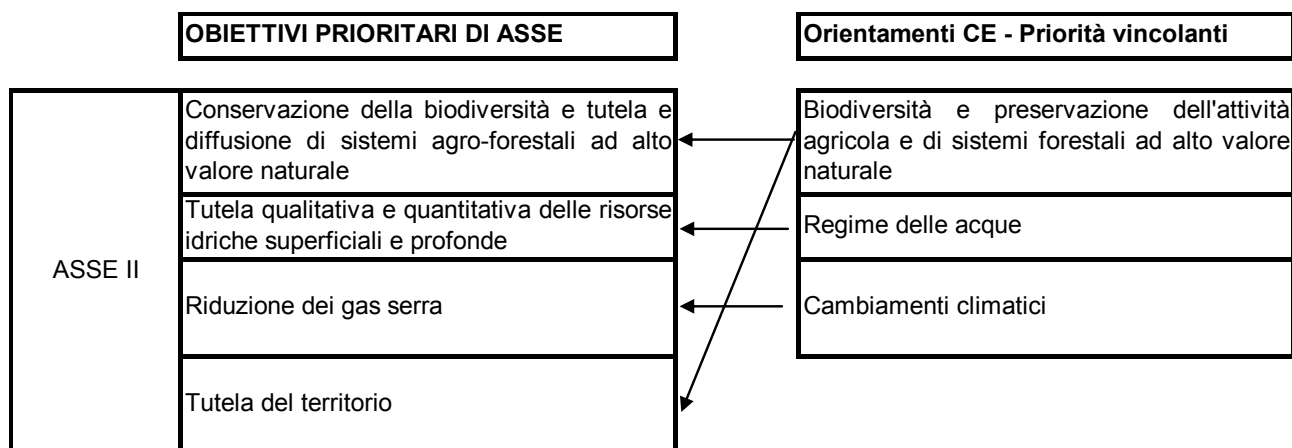 OBIETTIVI PRIORITARI DI ASSE
Orientamenti CE - Priorità vincolanti
ASSE II
Conservazione della biodiversità e tutela e
diffusione di sistemi agro-forestali ad alto
valore naturale
Biodiversità e preservazione dell'attività
agricola e di sistemi forestali ad alto valore
naturale
Tutela qualitativa e quantitativa delle risorse
idriche superficiali e profonde
Regime delle acque
Riduzione dei gas serra
Cambiamenti climatici
Tutela del territorio